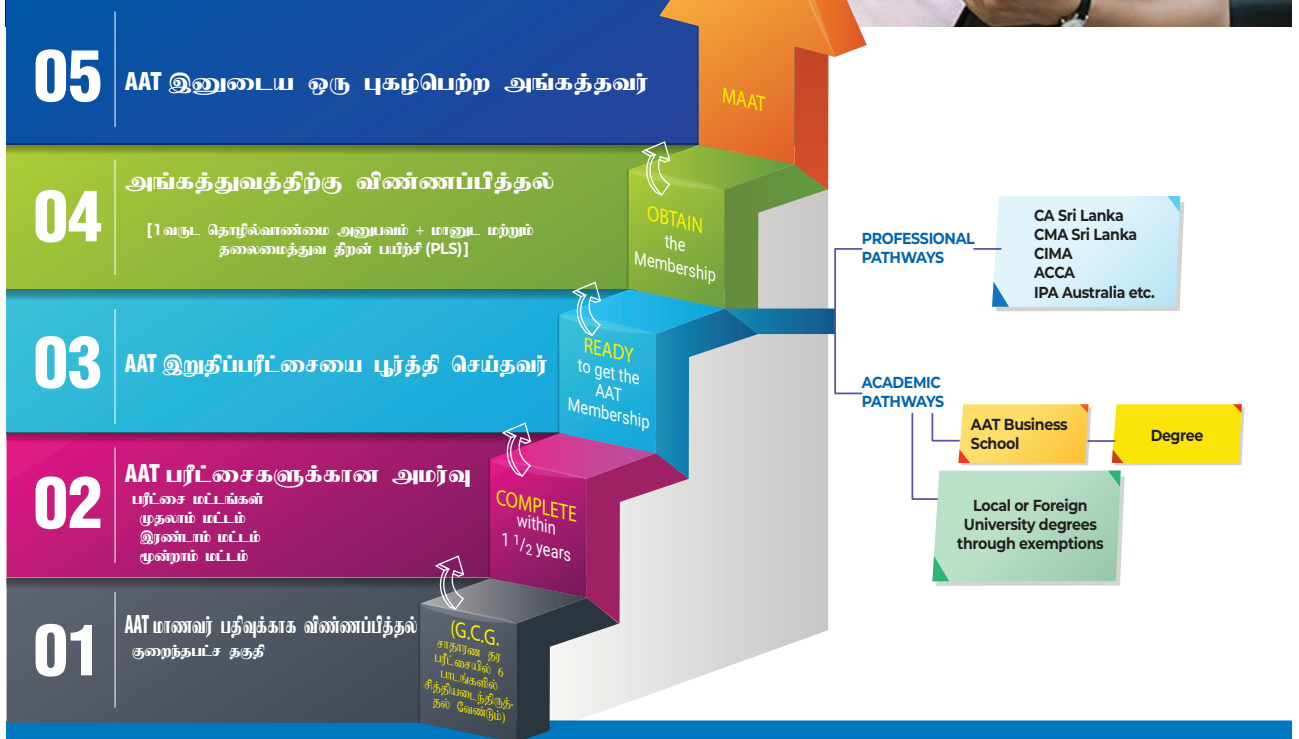 05
AAT இனுடைய ஒரு புகழ்பெற்ற அங்கத்தவர்
MAAT
04
அங்கத்துவத்திற்கு விண்ணப்பித்தல்
[1வருட தொழில்வாண்மை அனுபவம் + மானுட மற்றும்
தலைமைத்துவ திறன் பயிற்சி (PLS)]
OBTAIN
the
Membership
03
AAT இறுதிப்பரீட்சையை பூர்த்தி செய்தவர்
READY
to get the
AAT
Membership
02
AAT பரீட்சைகளுக்கான அமர்வு
பரீட்சை மட்டங்கள்
முதலாம் மட்டம்
இரண்டாம் மட்டம்
மூன்றாம் மட்டம்
COMPLETE
within
1 1/2 years
01
AAT மாணவர் பதிவுக்காக விண்ணப்பித்தல்
குறைந்தபட்ச தகுதி
(G.C.G.
சாதாரண தர
பரீட்சையில் 6
பாடங்களில்
சித்தியடைந்திருத்-
தல் வேண்டும்)
PROFESSIONAL
PATHWAYS
CA Sri Lanka
CMA Sri Lanka
CIMA
ACCA
IPA Australia etc.
ACADEMIC
PATHWAYS
AAT Business
School
Degree
Local or Foreign
University degrees
through exemptions